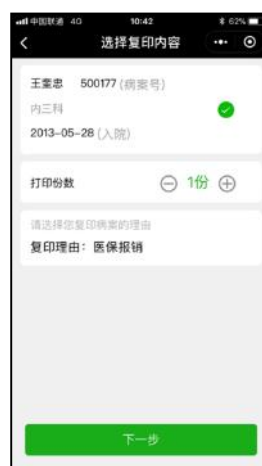 中国联通 4G 10:42 62%
选择复印内容
王銮忠 500177 (病案号)
内三科
2013-05-28 (入院)
打印份数 1份
请选择您复印病案的理由
复印理由：医保报销
下一步